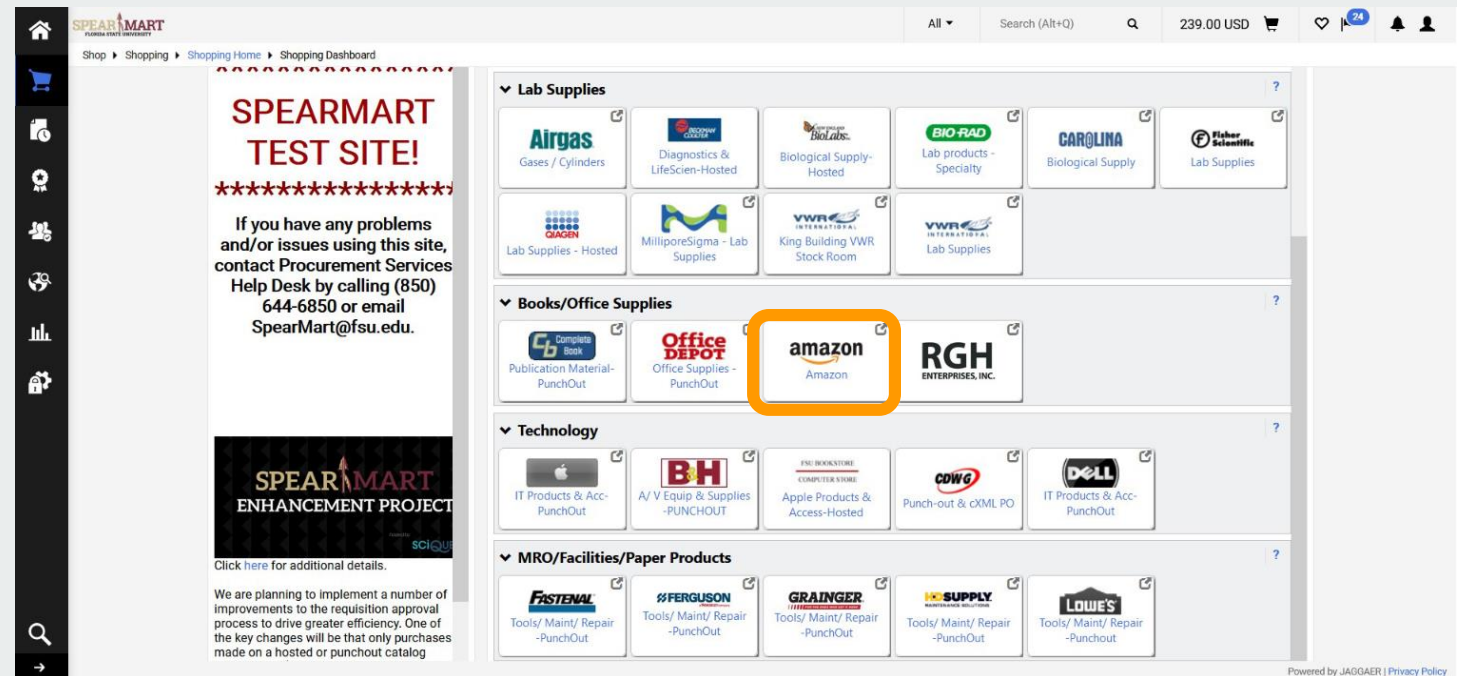 SPEARMART
FLORIDA STATE UNIVERSITY
All
Search (Alt+Q)
239.00 USD
24
Shop Shopping Shopping Home Shopping Dashboard
****************
SPEARMART
TEST SITE!
****************
If you have any problems
and/or issues using this site,
contact Procurement Services
Help Desk by calling (850)
644-6850 or email
SpearMart@fsu.edu.
SPEARMART
ENHANCEMENT PROJECT
SCIQU
Click here for additional details.
We are planning to implement a number of
improvements to the requisition approval
process to drive greater efficiency. One of
the key changes will be that only purchases
made on a hosted or punchout catalog
Lab Supplies
?
Airgas
Gases / Cylinders
BECKMAN
COULTER
Diagnostics &
LifeScien-Hosted
NEW ENGLAND
BioLabs
Biological Supply-
Hosted
BIO-RAD
Lab products -
Specialty
CAROLINA
Biological Supply
Fisher
Scientific
Lab Supplies
QIAGEN
Lab Supplies - Hosted
MilliporeSigma - Lab
Supplies
VWR
INTERNATIONAL
King Building VWR
Stock Room
VWR
INTERNATIONAL
Lab Supplies
Books/Office Supplies
?
Cb Complete
Book
Publication Material-
PunchOut
Office
DEPOT
Office Supplies -
PunchOut
amazon
Amazon
RGH
ENTERPRISES, INC.
Technology
?
IT Products & Acc-
PunchOut
B&H
A/ V Equip & Supplies
-PUNCHOUT
FSU BOOKSTORE
COMPUTER STORE
Apple Products &
Access-Hosted
CDWG
Punch-out & cXML PO
DELL
IT Products & Acc-
PunchOut
MRO/Facilities/Paper Products
?
FASTENAL
Tools/ Maint/ Repair
-PunchOut
FERGUSON
Tools/ Maint/ Repair
-PunchOut
GRAINGER
Tools/ Maint/ Repair
-PunchOut
HD SUPPLY
MAINTENANCE SOLUTIONS
Tools/ Maint/ Repair
-PunchOut
LOWE'S
Tools/ Maint/ Repair
-Punchout
Powered by JAGGAER | Privacy Policy